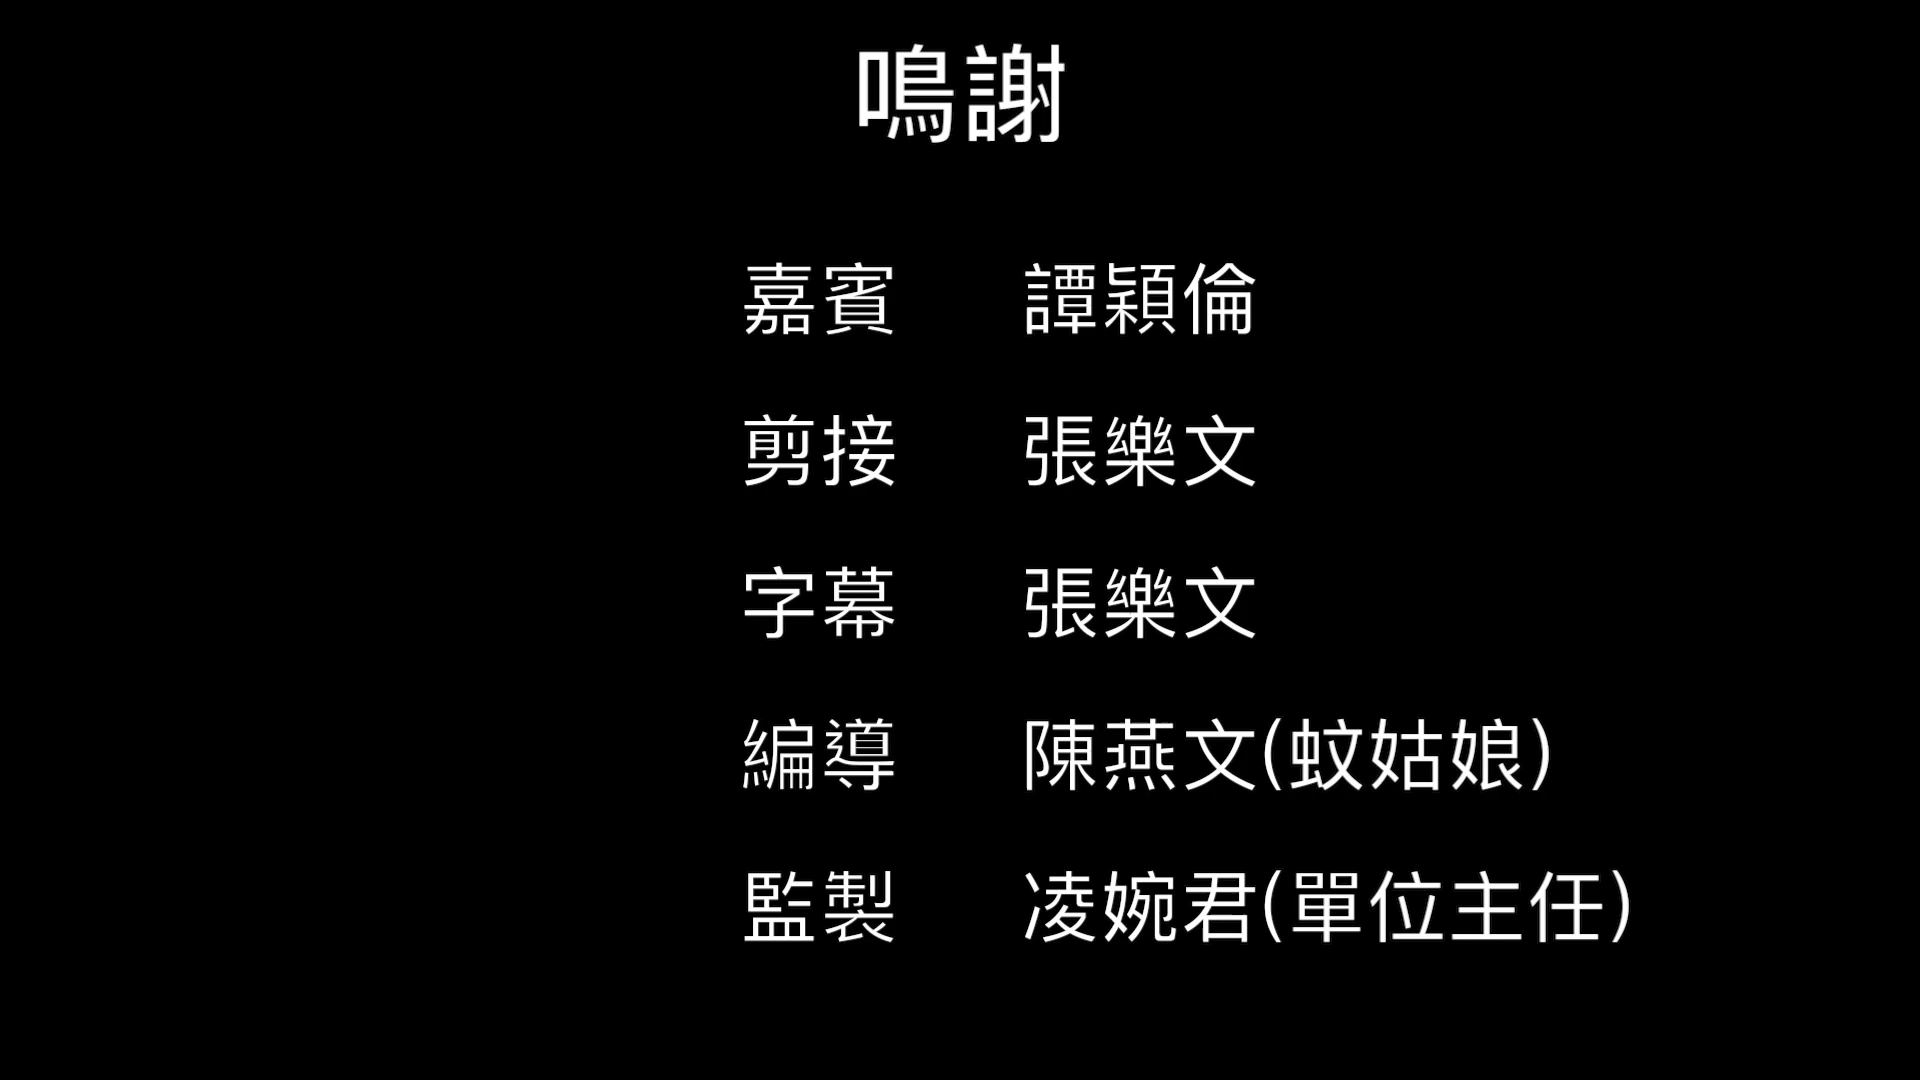 鳴謝
嘉賓 譚穎倫
剪接 張樂文
字幕 張樂文
編導 陳燕文(蚊姑娘)
監製 凌婉君(單位主任)